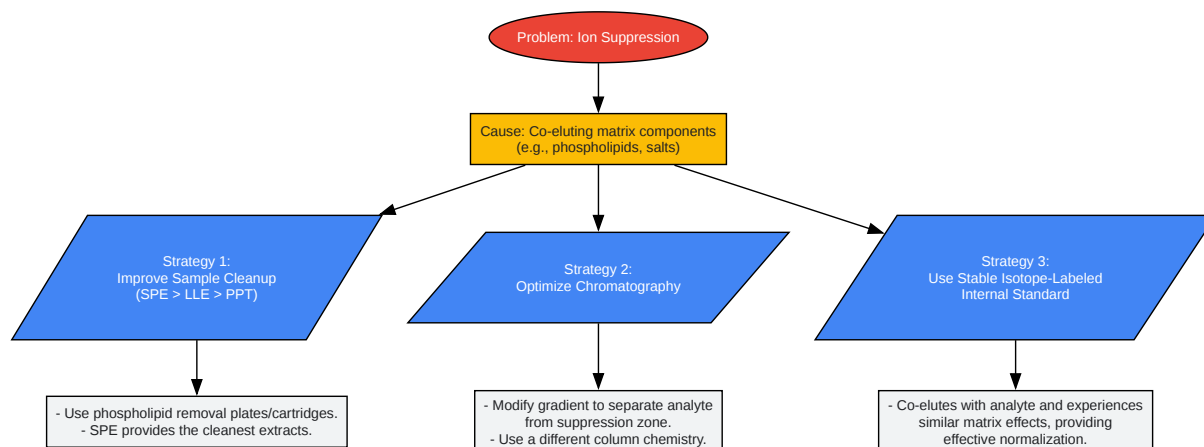 Problem: Ion Suppression
Cause: Co-eluting matrix components
(e.g., phospholipids, salts)
Strategy 1:
Improve Sample Cleanup
(SPE > LLE > PPT)
Strategy 2:
Optimize Chromatography
Strategy 3:
Use Stable Isotope-Labeled
Internal Standard
- Use phospholipid removal plates/cartridges.
- SPE provides the cleanest extracts.
- Modify gradient to separate analyte
from suppression zone.
- Use a different column chemistry.
- Co-elutes with analyte and experiences
similar matrix effects, providing
effective normalization.